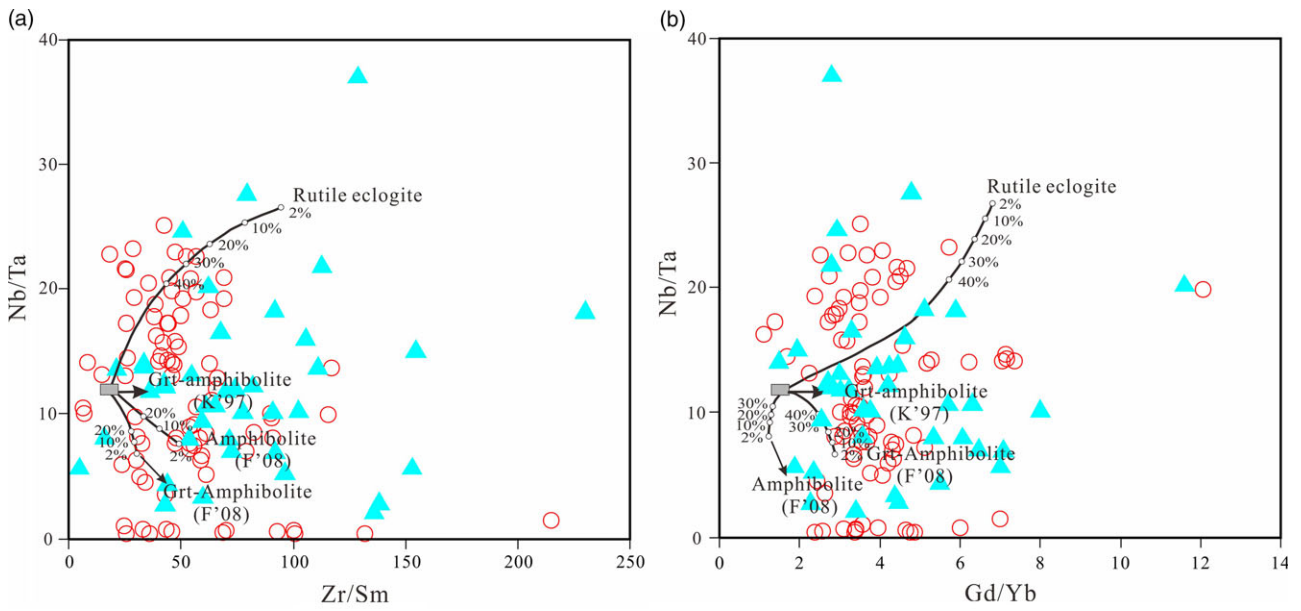 (a)
40
30
20
10
0
0
50
100
150
200
250
Nb/Ta
Zr/Sm
Rutile eclogite
2%
10%
20%
30%
40%
Grt-amphibolite
(K'97)
20%
10%
2%
Amphibolite
(F'08)
20%
10%
2%
Grt-Amphibolite
(F'08)
(b)
40
30
20
10
0
0
2
4
6
8
10
12
14
Nb/Ta
Gd/Yb
Rutile eclogite
2%
10%
20%
30%
40%
Grt-amphibolite
(K'97)
30%
20%
10%
2%
Amphibolite
(F'08)
40%
30%
20%
10%
2%
Grt-Amphibolite
(F'08)